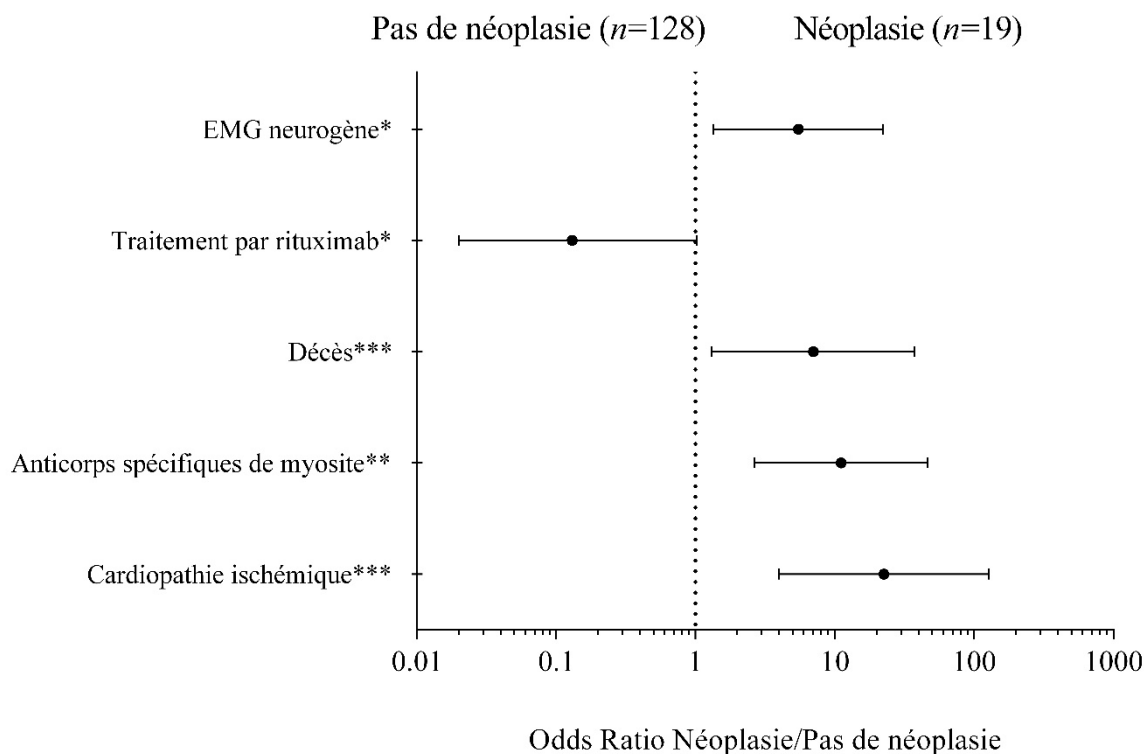 Pas de néoplasie (n=128) Néoplasie (n=19)
EMG neurogène*
Traitement par rituximab*
Décès***
Anticorps spécifiques de myosite**
Cardiopathie ischémique***
0.01 0.1 1 10 100 1000
Odds Ratio Néoplasie/Pas de néoplasie